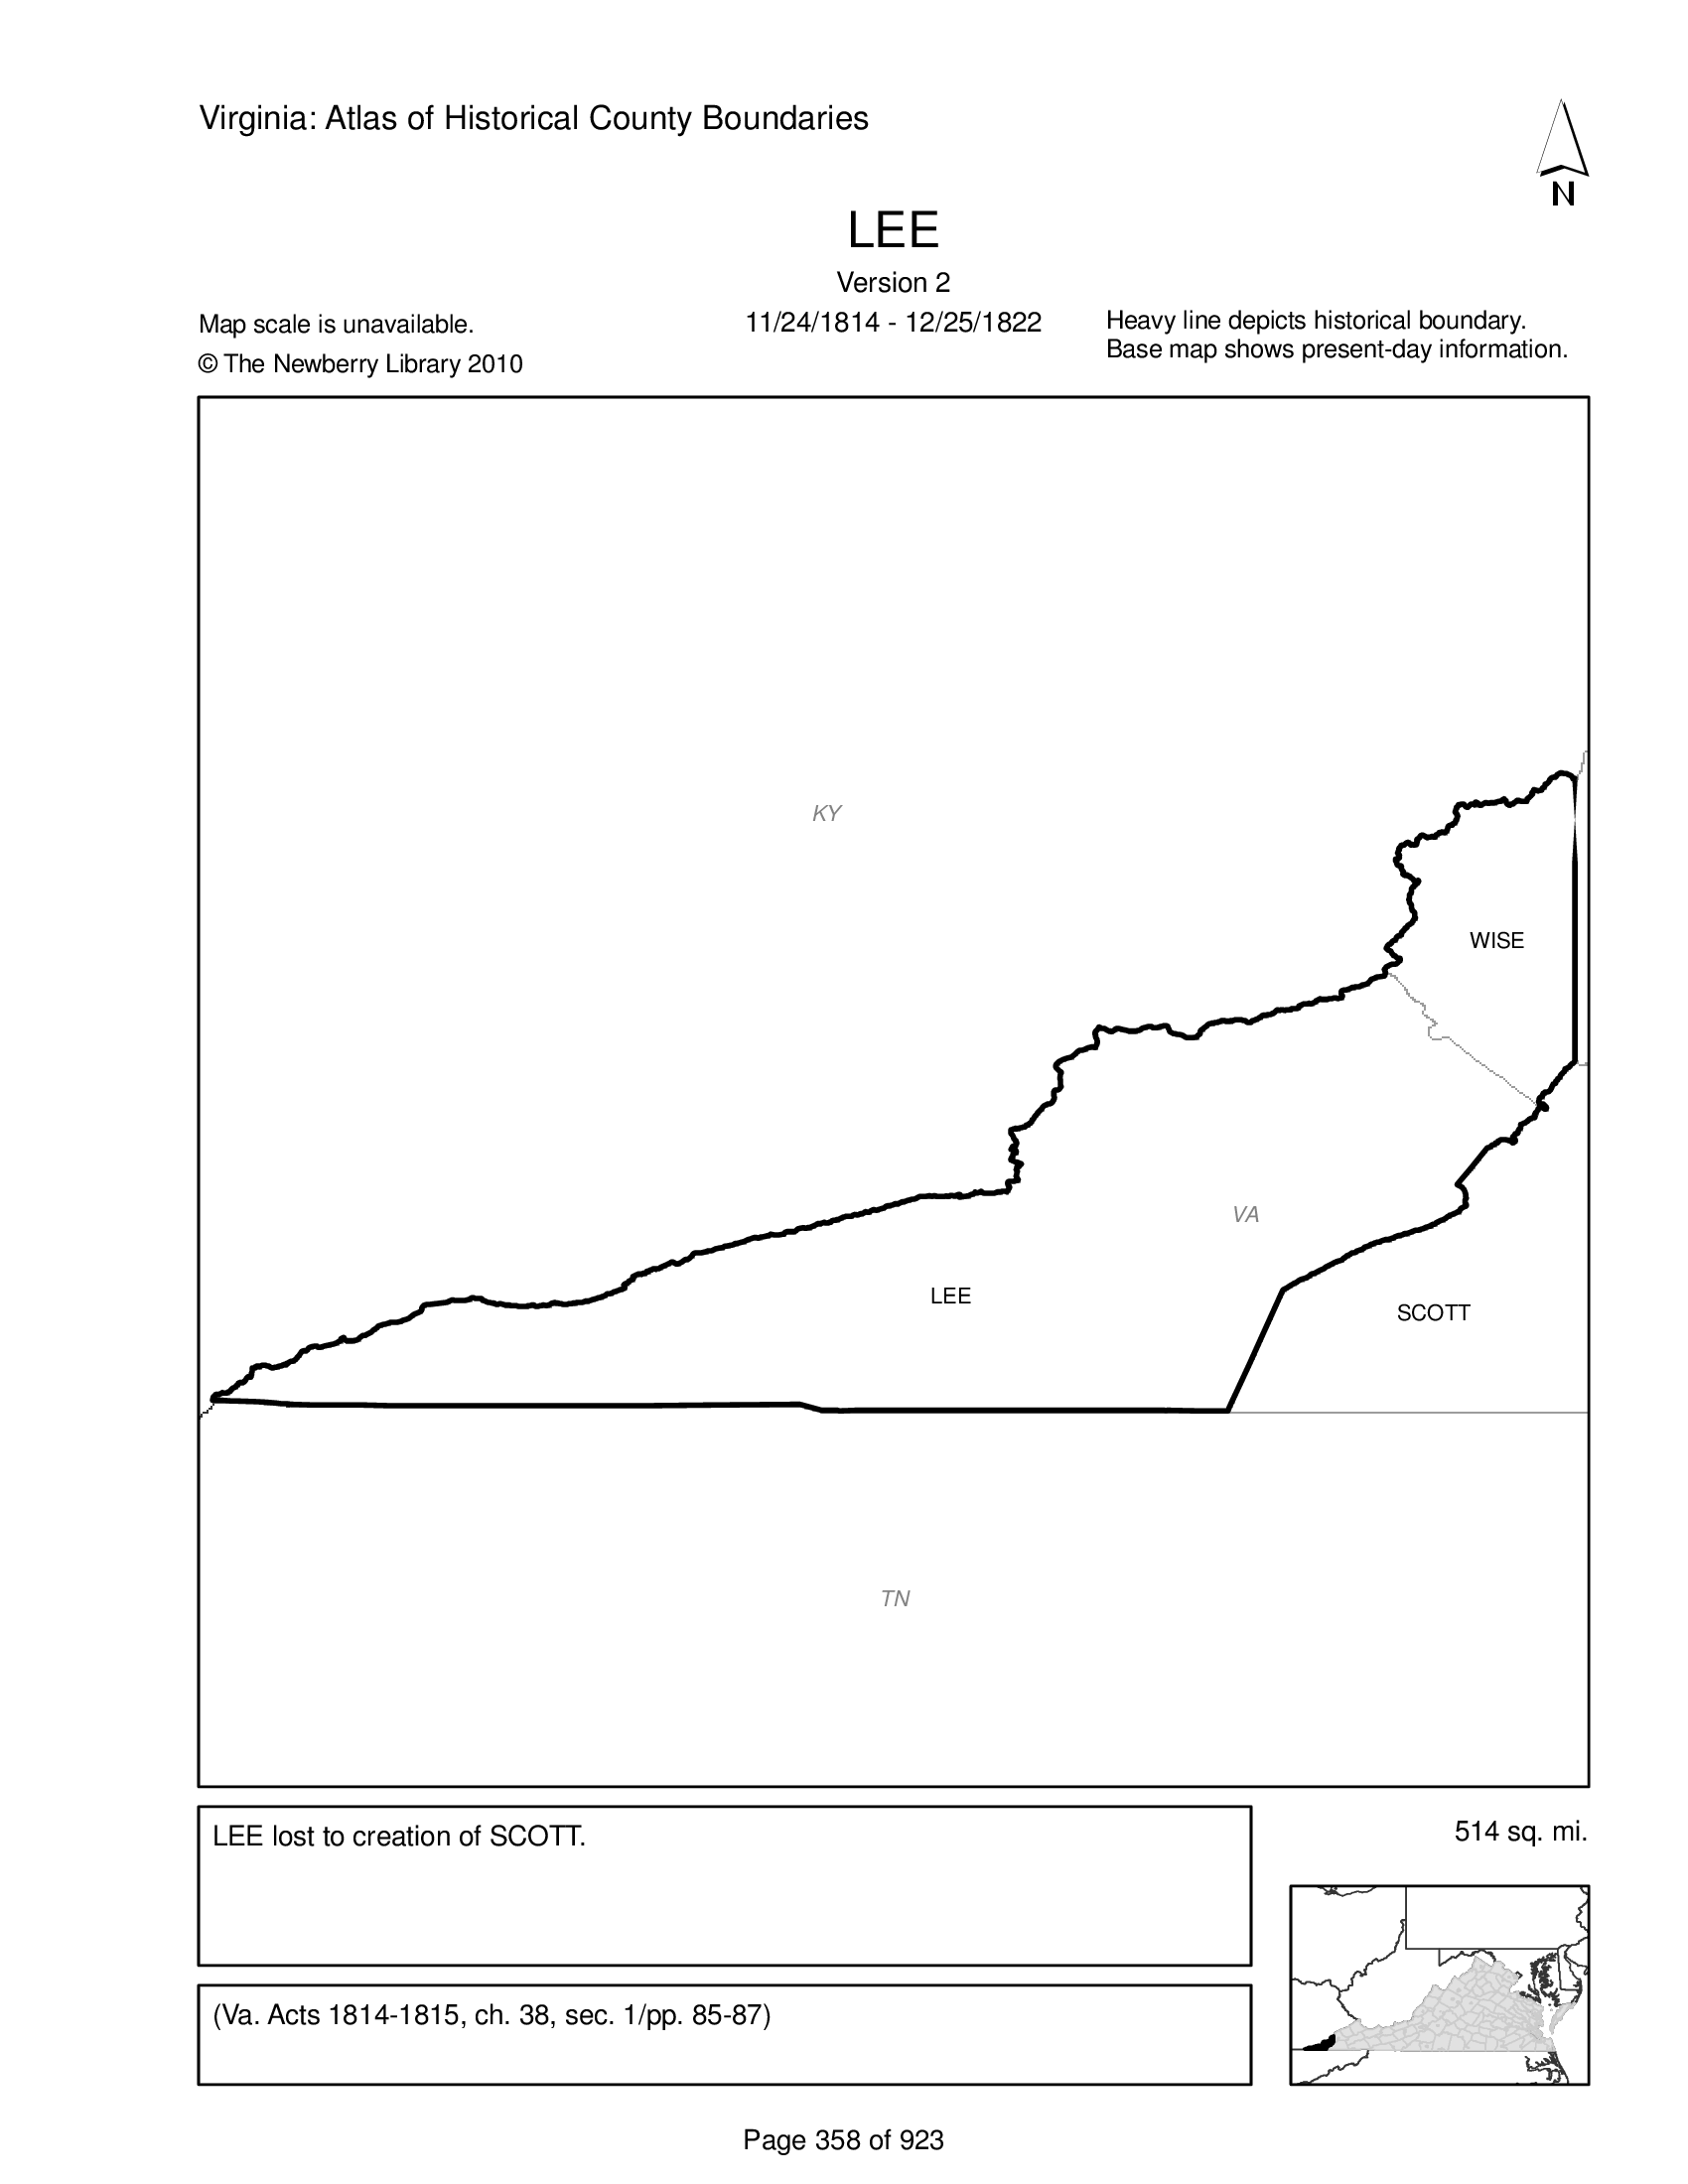 Virginia: Atlas of Historical County Boundaries
N
LEE
Version 2
11/24/1814 - 12/25/1822
Map scale is unavailable.
© The Newberry Library 2010
Heavy line depicts historical boundary.
Base map shows present-day information.
KY
WISE
VA
LEE
SCOTT
TN
LEE lost to creation of SCOTT.
514 sq. mi.
(Va. Acts 1814-1815, ch. 38, sec. 1/pp. 85-87)
Page 358 of 923